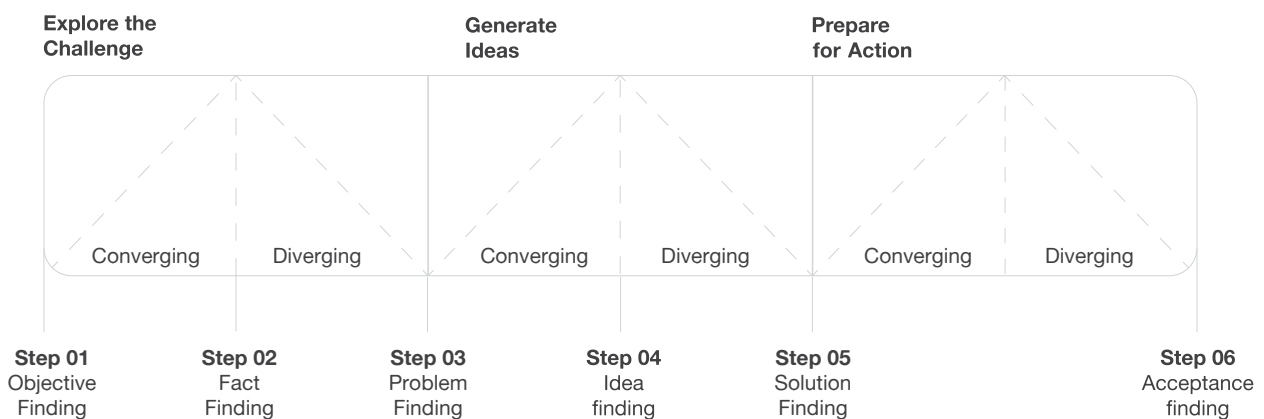 Explore the
Challenge
Generate
Ideas
Prepare
for Action
Converging
Diverging
Converging
Diverging
Converging
Diverging
Step 01
Objective
Finding
Step 02
Fact
Finding
Step 03
Problem
Finding
Step 04
Idea
finding
Step 05
Solution
Finding
Step 06
Acceptance
finding